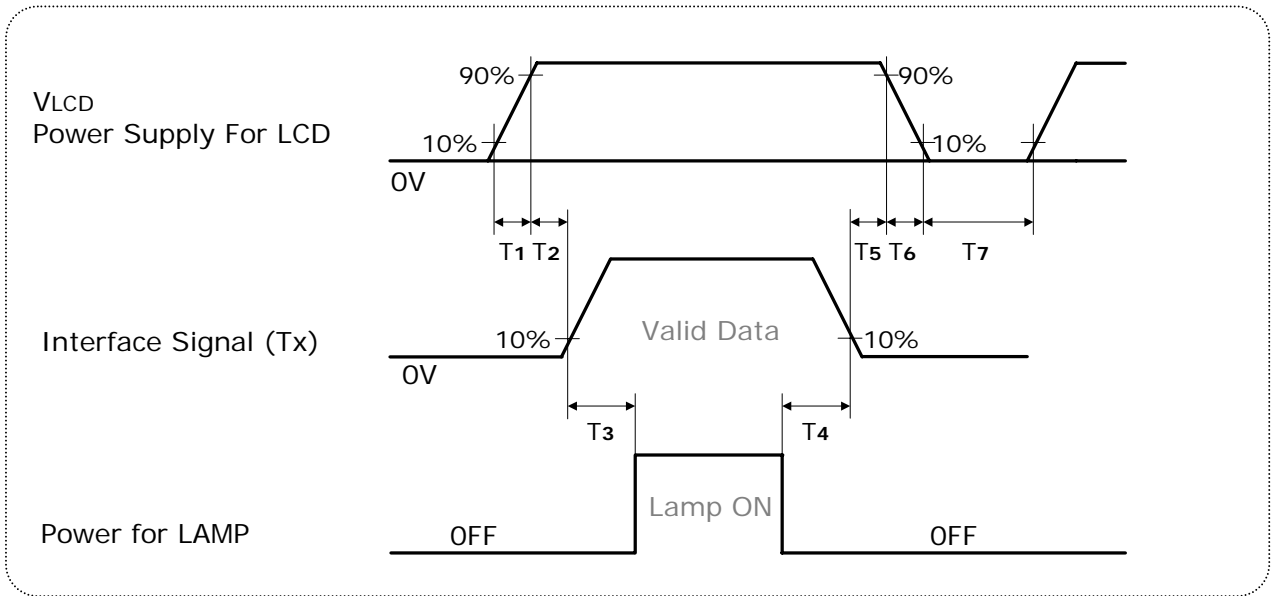 90%
90%
VLCD
Power Supply For LCD
10%
10%
0V
T1 T2
T5 T6
T7
Interface Signal (Tx)
10%
Valid Data
10%
0V
T3
T4
Lamp ON
Power for LAMP
OFF
OFF